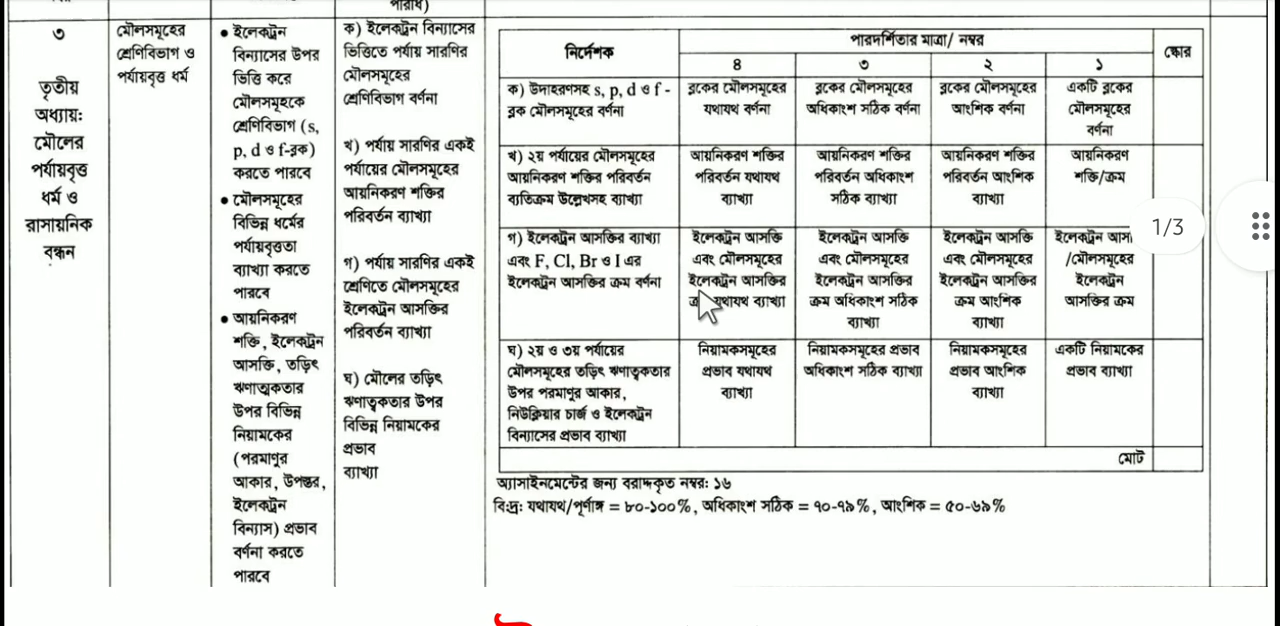 পরিধি)
৩
তৃতীয়
অধ্যায়:
মৌলের
পর্যায়বৃত্ত
ধর্ম ও
রাসায়নিক
বন্ধন
মৌলসমূহের
শ্রেণিবিভাগ ও
পর্যায়বৃত্ত ধর্ম
• ইলেকট্রন
বিন্যাসের উপর
ভিত্তি করে
মৌলসমূহকে
শ্রেণিবিভাগ (s,
p, d ও f-ব্লক)
করতে পারবে
• মৌলসমূহের
বিভিন্ন ধর্মের
পর্যায়বৃত্ততা
ব্যাখ্যা করতে
পারবে
• আয়নিকরণ
শক্তি, ইলেকট্রন
আসক্তি, তড়িৎ
ঋণাত্মকতার
উপর বিভিন্ন
নিয়ামকের
(পরমাণুর
আকার, উপস্তর,
ইলেকট্রন
বিন্যাস) প্রভাব
বর্ণনা করতে
পারবে
ক) ইলেকট্রন বিন্যাসের
ভিত্তিতে পর্যায় সারণির
মৌলসমূহের
শ্রেণিবিভাগ বর্ণনা
খ) পর্যায় সারণির একই
পর্যায়ের মৌলসমূহের
আয়নিকরণ শক্তির
পরিবর্তন ব্যাখ্যা
গ) পর্যায় সারণির একই
শ্রেণিতে মৌলসমূহের
ইলেকট্রন আসক্তির
পরিবর্তন ব্যাখ্যা
ঘ) মৌলের তড়িৎ
ঋণাত্বকতার উপর
বিভিন্ন নিয়ামকের
প্রভাব
ব্যাখ্যা
নির্দেশক
পারদর্শিতার মাত্রা/ নম্বর
স্কোর
৪ ৩ ২ ১
ক) উদাহরণসহ s, p, d ও f -
ব্লক মৌলসমূহের বর্ণনা
ব্লকের মৌলসমূহের
যথাযথ বর্ণনা
ব্লকের মৌলসমূহের
অধিকাংশ সঠিক বর্ণনা
ব্লকের মৌলসমূহের
আংশিক বর্ণনা
একটি ব্লকের
মৌলসমূহের
বর্ণনা
খ) ২য় পর্যায়ের মৌলসমূহের
আয়নিকরণ শক্তির পরিবর্তন
ব্যতিক্রম উল্লেখসহ ব্যাখ্যা
আয়নিকরণ শক্তির
পরিবর্তন যথাযথ
ব্যাখ্যা
আয়নিকরণ শক্তির
পরিবর্তন অধিকাংশ
সঠিক ব্যাখ্যা
আয়নিকরণ শক্তির
পরিবর্তন আংশিক
ব্যাখ্যা
আয়নিকরণ
শক্তি/ক্রম
গ) ইলেকট্রন আসক্তির ব্যাখ্যা
এবং F, Cl, Br ও I এর
ইলেকট্রন আসক্তির ক্রম বর্ণনা
ইলেকট্রন আসক্তি
এবং মৌলসমূহের
ইলেকট্রন আসক্তির
যথাযথ ব্যাখ্যা
ইলেকট্রন আসক্তি
এবং মৌলসমূহের
ইলেকট্রন আসক্তির
ক্রম অধিকাংশ সঠিক
ব্যাখ্যা
ইলেকট্রন আসক্তি
এবং মৌলসমূহের
ইলেকট্রন আসক্তির
ক্রম আংশিক
ব্যাখ্যা
ইলেকট্রন
/মৌলসমূহের
ইলেকট্রন
আসক্তির ক্রম
ঘ) ২য় ও ৩য় পর্যায়ের
মৌলসমূহের তড়িৎ ঋণাত্বকতার
উপর পরমাণুর আকার,
নিউক্লিয়ার চার্জ ও ইলেকট্রন
বিন্যাসের প্রভাব ব্যাখ্যা
নিয়ামকসমূহের
প্রভাব যথাযথ
ব্যাখ্যা
নিয়ামকসমূহের প্রভাব
অধিকাংশ সঠিক ব্যাখ্যা
নিয়ামকসমূহের
প্রভাব আংশিক
ব্যাখ্যা
একটি নিয়ামকের
প্রভাব ব্যাখ্যা
মোট
অ্যাসাইনমেন্টের জন্য বরাদ্দকৃত নম্বর: ১৬
বি:দ্র: যথাযথ/পূর্ণাঙ্গ = ৮০-১০০%, অধিকাংশ সঠিক = ৭০-৭৯%, আংশিক = ৫০-৬৯%
1/3